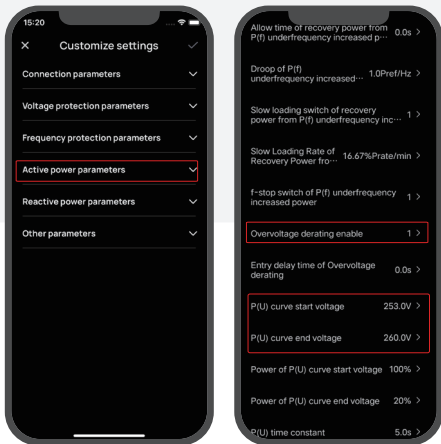 15:20
Customize settings
Connection parameters
Voltage protection parameters
Frequency protection parameters
Active power parameters
Reactive power parameters
Other parameters
Allow time of recovery power from
P(f) underfrequency increased p··· 0.0s
Droop of P(f)
underfrequency increased··· 1.0Pref/Hz
Slow loading switch of recovery
power from P(f) underfrequency inc··· 1
Slow Loading Rate of
Recovery Power fro··· 16.67%Prate/min
f-stop switch of P(f) underfrequency
increased power 1
Overvoltage derating enable 1
Entry delay time of Overvoltage
derating 0.0s
P(U) curve start voltage 253.0V
P(U) curve end voltage 260.0V
Power of P(U) curve start voltage 100%
Power of P(U) curve end voltage 20%
P(U) time constant 5.0s